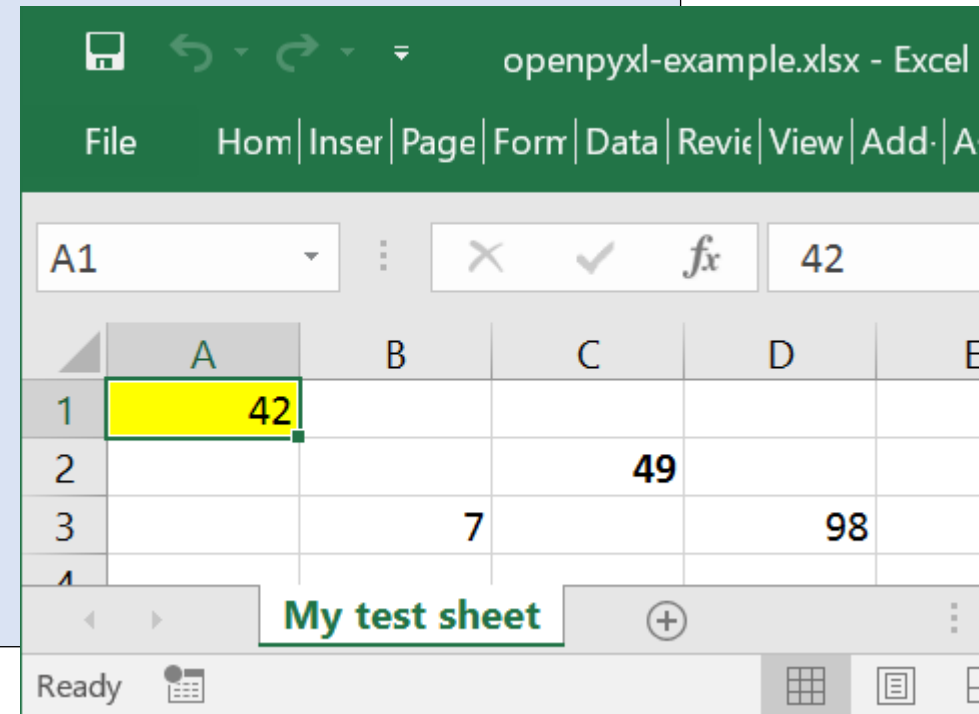 openpyxl-example.xlsx - Excel
File Hom Inser Page Form Data Revie View Add- A
A1 fx 42
A B C D E
1 42
2 49
3 7 98
4
My test sheet
Ready